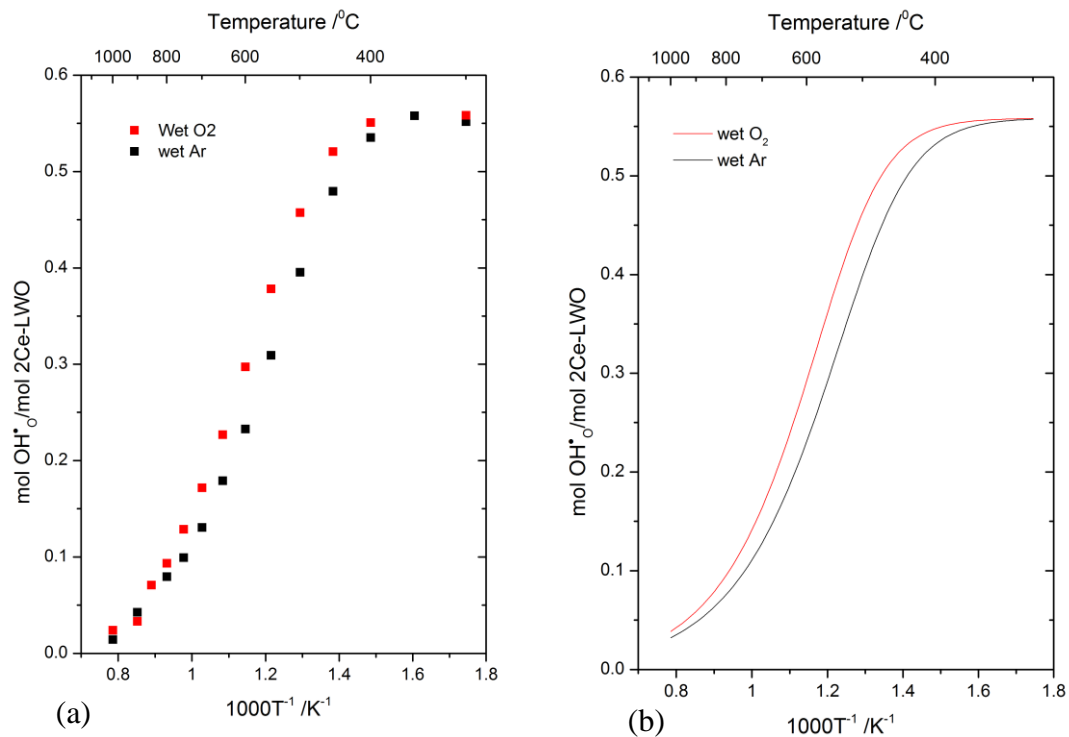 Temperature /⁰C
1000 800 600 400
0.6
0.5
0.4
0.3
0.2
0.1
0.0
mol OH•O/mol 2Ce-LWO
Wet O2
wet Ar
0.8 1 1.2 1.4 1.6 1.8
1000T⁻¹ /K⁻¹
(a)
Temperature /⁰C
1000 800 600 400
0.6
0.5
0.4
0.3
0.2
0.1
0.0
mol OH•O/mol 2Ce-LWO
wet O₂
wet Ar
0.8 1 1.2 1.4 1.6 1.8
1000T⁻¹ /K⁻¹
(b)